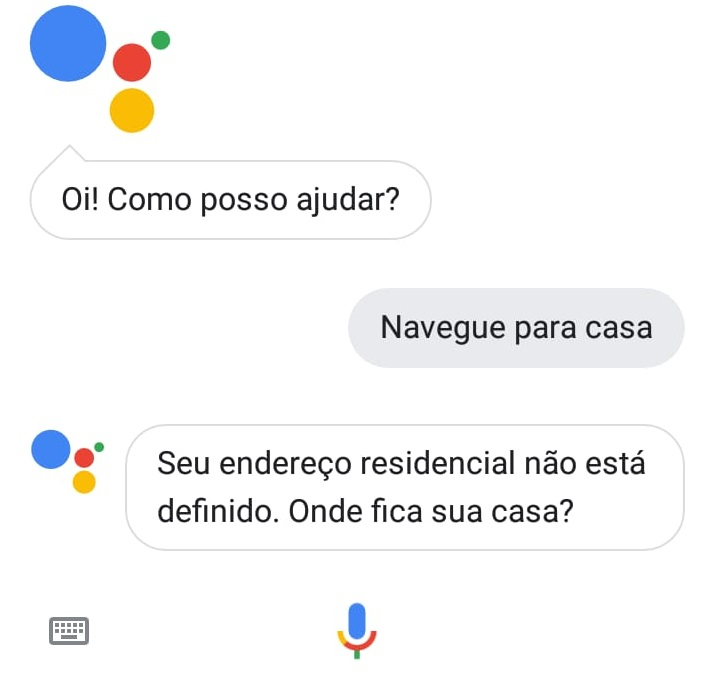 Oi! Como posso ajudar?
Navegue para casa
Seu endereço residencial não está
definido. Onde fica sua casa?